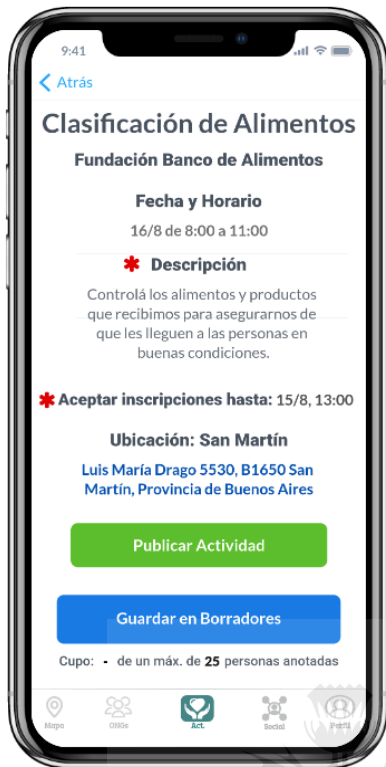 9:41
Atrás
Clasificación de Alimentos
Fundación Banco de Alimentos
Fecha y Horario
16/8 de 8:00 a 11:00
* Descripción
Controlá los alimentos y productos
que recibimos para asegurarnos de
que les lleguen a las personas en
buenas condiciones.
* Aceptar inscripciones hasta: 15/8, 13:00
Ubicación: San Martín
Luis María Drago 5530, B1650 San
Martín, Provincia de Buenos Aires
Publicar Actividad
Guardar en Borradores
Cupo: - de un máx. de 25 personas anotadas
Mapa ONGs Act. Social Perfil